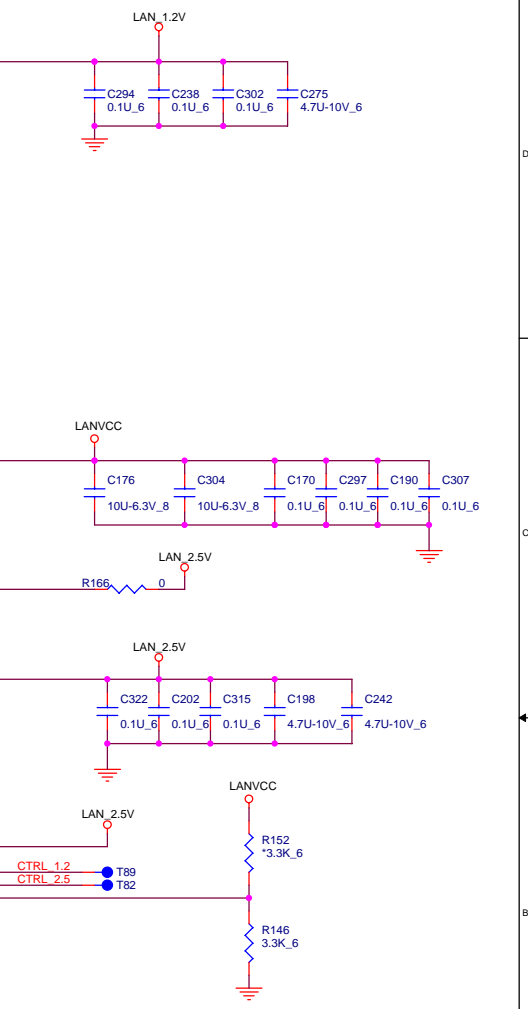 LAN_1.2V
C294 C238 C302 C275
0.1U_6 0.1U_6 0.1U_6 4.7U-10V_6
D
LANVCC
C176 C304 C170 C297 C190 C307
10U-6.3V_8 10U-6.3V_8 0.1U_6 0.1U_6 0.1U_6 0.1U_6
C
LAN_2.5V
R166 0
LAN_2.5V
C322 C202 C315 C198 C242
0.1U_6 0.1U_6 0.1U_6 4.7U-10V_6 4.7U-10V_6
LANVCC
LAN_2.5V
R152
*3.3K_6
CTRL_1.2 T89
CTRL_2.5 T82
B
R146
3.3K_6